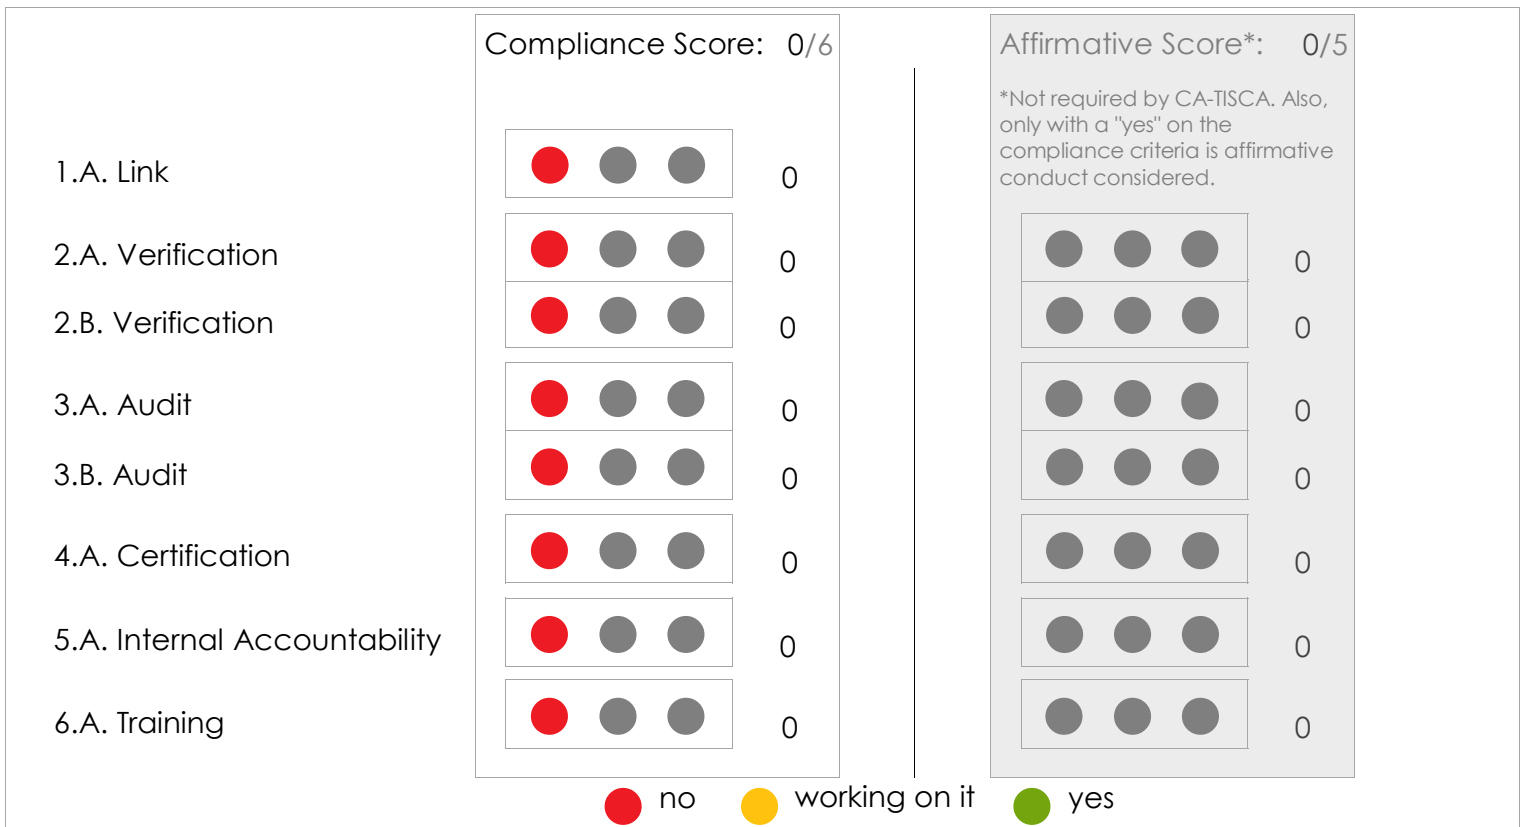 Compliance Score: 0/6
Affirmative Score*: 0/5
*Not required by CA-TISCA. Also,
only with a "yes" on the
compliance criteria is affirmative
conduct considered.
1.A. Link 0
2.A. Verification 0 0
2.B. Verification 0 0
3.A. Audit 0 0
3.B. Audit 0 0
4.A. Certification 0 0
5.A. Internal Accountability 0 0
6.A. Training 0 0
no working on it yes